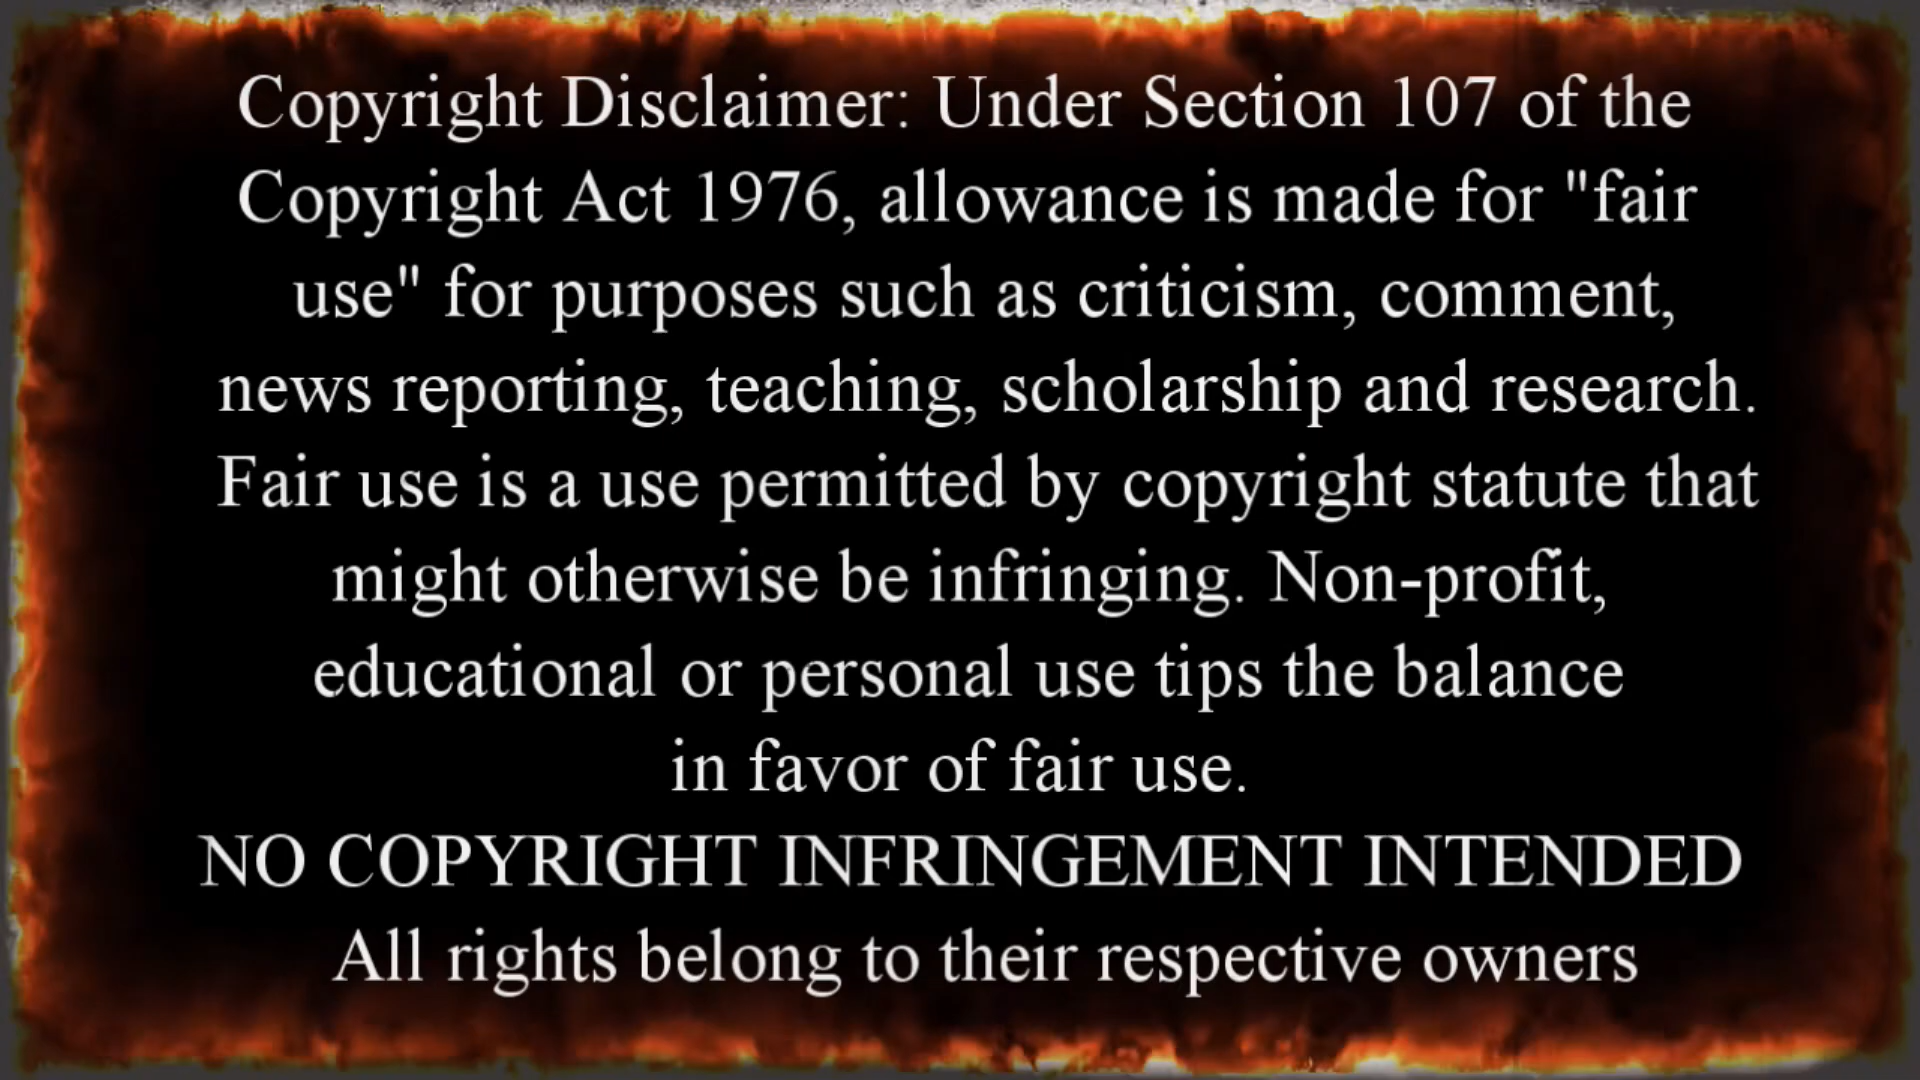 Copyright Disclaimer: Under Section 107 of the
Copyright Act 1976, allowance is made for "fair
use" for purposes such as criticism, comment,
news reporting, teaching, scholarship and research.
Fair use is a use permitted by copyright statute that
might otherwise be infringing. Non-profit,
educational or personal use tips the balance
in favor of fair use.
NO COPYRIGHT INFRINGEMENT INTENDED
All rights belong to their respective owners